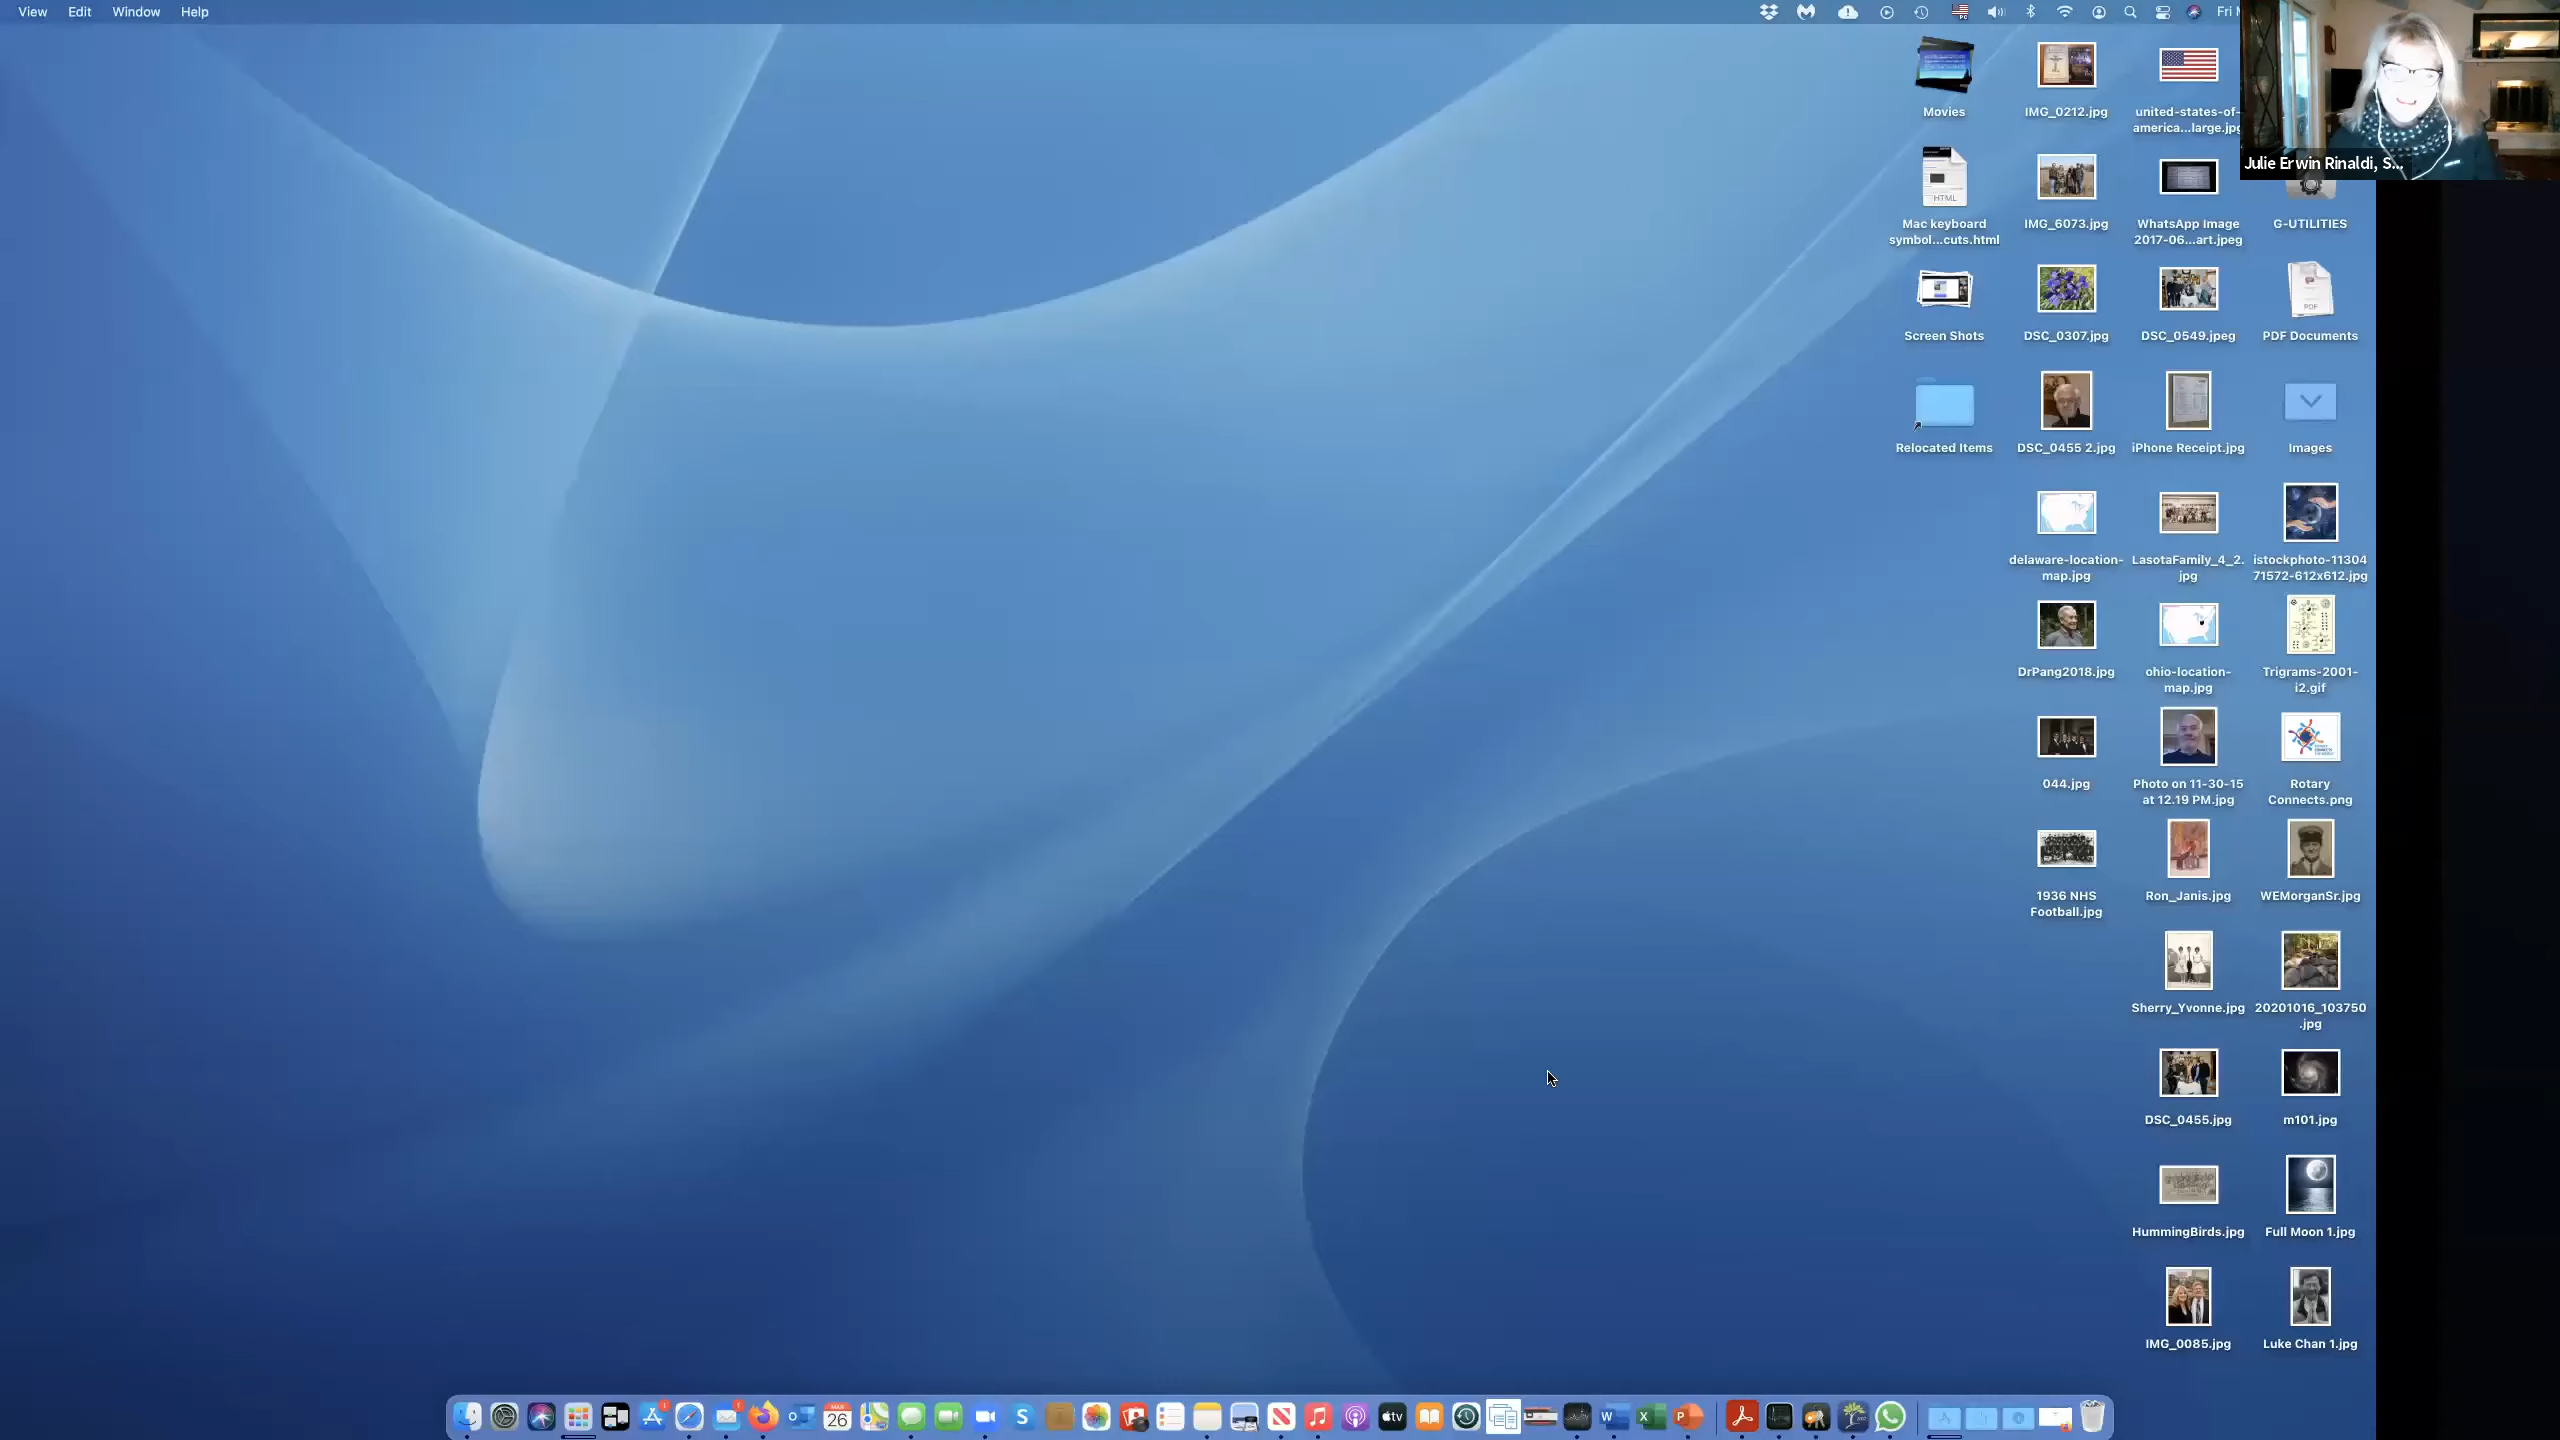 View Edit Window Help
Fri
Movies
IMG_0212.jpg
united-states-of-
america...large.jpg
Julie Erwin Rinaldi, S...
HTML
Mac keyboard
symbol...cuts.html
IMG_6073.jpg
WhatsApp Image
2017-06...art.jpeg
G-UTILITIES
Screen Shots
DSC_0307.jpg
DSC_0549.jpeg
PDF
PDF Documents
Relocated Items
DSC_0455 2.jpg
iPhone Receipt.jpg
Images
delaware-location-
map.jpg
LasotaFamily_4_2.
jpg
istockphoto-11304
71572-612x612.jpg
DrPang2018.jpg
ohio-location-
map.jpg
Trigrams-2001-
i2.gif
044.jpg
Photo on 11-30-15
at 12.19 PM.jpg
Rotary
Connects.png
1936 NHS
Football.jpg
Ron_Janis.jpg
WEMorganSr.jpg
Sherry_Yvonne.jpg
20201016_103750
.jpg
DSC_0455.jpg
m101.jpg
HummingBirds.jpg
Full Moon 1.jpg
IMG_0085.jpg
Luke Chan 1.jpg
MAR
26
tv